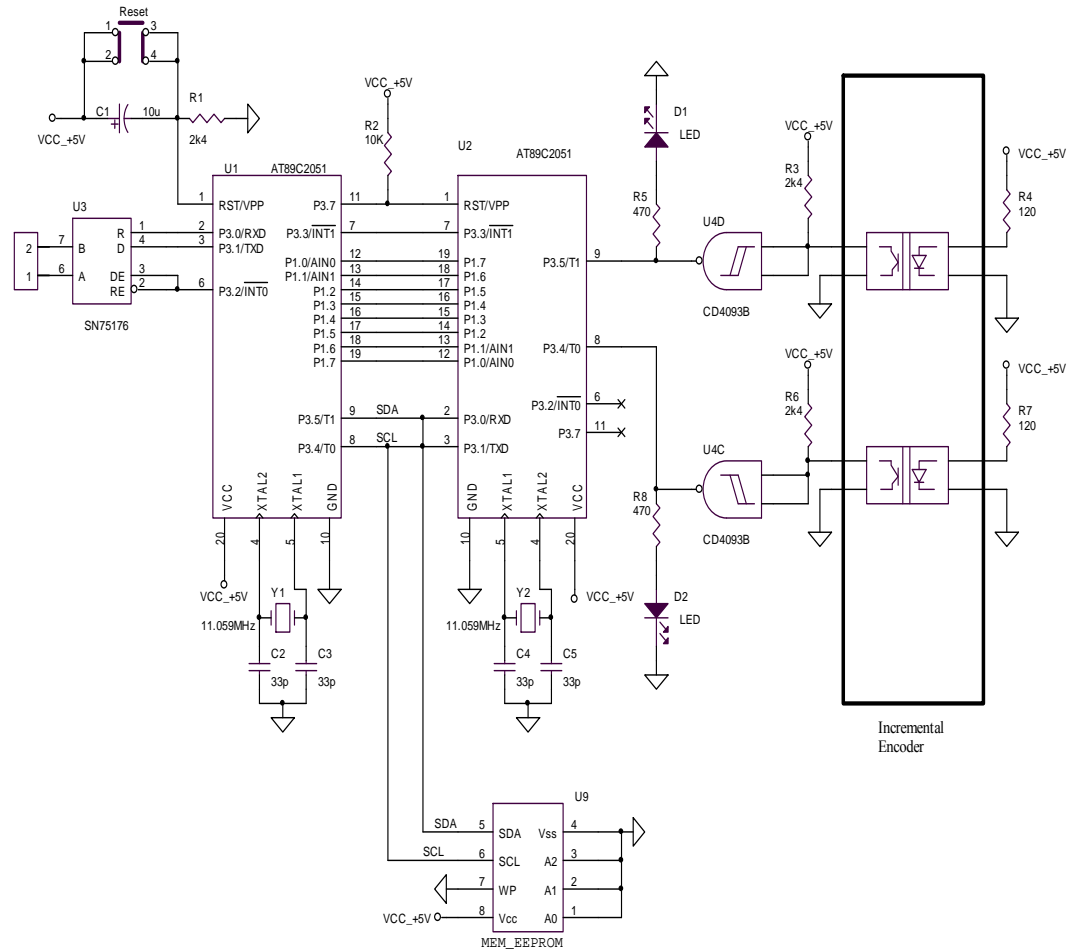 Reset
1 3
2 4
C1 10u R1
VCC_+5V 2k4
VCC_+5V
R2
10K
U1
AT89C2051
U2
AT89C2051
D1
LED
R5
470
VCC_+5V
R3
2k4
VCC_+5V
R4
120
U3
2 7 B R 1
D 4
1 6 A DE 3
RE 2
SN75176
1 RST/VPP P3.7 11
2 P3.0/RXD P3.3/INT1 7
3 P3.1/TXD
6 P3.2/INT0
P1.0/AIN0 12
P1.1/AIN1 13
P1.2 14
P1.3 15
P1.4 16
P1.5 17
P1.6 18
P1.7 19
P3.5/T1 9 SDA
P3.4/T0 8 SCL
XTAL2 XTAL1 GND VCC
20 4 5 10
1 RST/VPP
7 P3.3/INT1 P3.5/T1 9
19 P1.7
18 P1.6
17 P1.5
16 P1.4
15 P1.3
14 P1.2
13 P1.1/AIN1 P3.4/T0 8
12 P1.0/AIN0
P3.2/INT0 6
2 P3.0/RXD P3.7 11
3 P3.1/TXD
GND XTAL1 XTAL2 VCC
10 5 4 20
U4D
CD4093B
VCC_+5V
R6
2k4
VCC_+5V
R7
120
U4C
CD4093B
R8
470
D2
LED
VCC_+5V
Y1
11.059MHz
C2 C3
33p 33p
VCC_+5V
Y2
11.059MHz
C4 C5
33p 33p
Incremental
Encoder
U9
SDA 5 SDA Vss 4
SCL 6 SCL A2 3
7 WP A1 2
VCC_+5V 8 Vcc A0 1
MEM_EEPROM